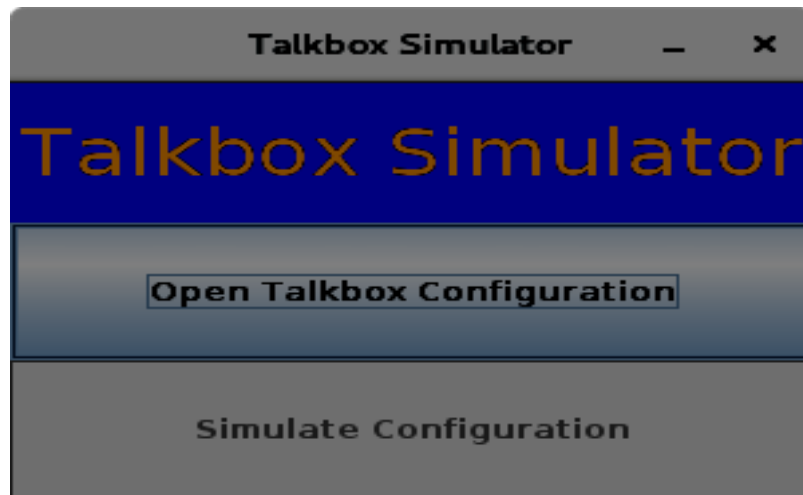 Talkbox Simulator
Talkbox Simulator
Open Talkbox Configuration
Simulate Configuration